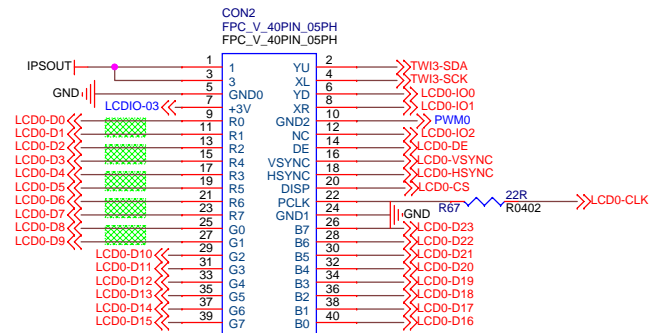 CON2
FPC_V_40PIN_05PH
FPC_V_40PIN_05PH
IPSOUT 1 1 YU 2 TWI3-SDA
3 3 XL 4 TWI3-SCK
GND 5 GND0 YD 6 LCD0-IO0
LCDIO-03 7 +3V XR 8 LCD0-IO1
LCD0-D0 9 R0 GND2 10 PWM0
LCD0-D1 11 R1 NC 12 LCD0-IO2
LCD0-D2 13 R2 DE 14 LCD0-DE
LCD0-D3 15 R4 VSYNC 16 LCD0-VSYNC
LCD0-D4 17 R3 HSYNC 18 LCD0-HSYNC
LCD0-D5 19 R5 DISP 20 LCD0-CS
LCD0-D6 21 R6 PCLK 22 R67 22R R0402 LCD0-CLK
LCD0-D7 23 R7 GND1 24 GND
LCD0-D8 25 G0 B7 26 LCD0-D23
LCD0-D9 27 G1 B6 28 LCD0-D22
LCD0-D10 29 G2 B5 30 LCD0-D21
LCD0-D11 31 G3 B4 32 LCD0-D20
LCD0-D12 33 G4 B3 34 LCD0-D19
LCD0-D13 35 G5 B2 36 LCD0-D18
LCD0-D14 37 G6 B1 38 LCD0-D17
LCD0-D15 39 G7 B0 40 LCD0-D16